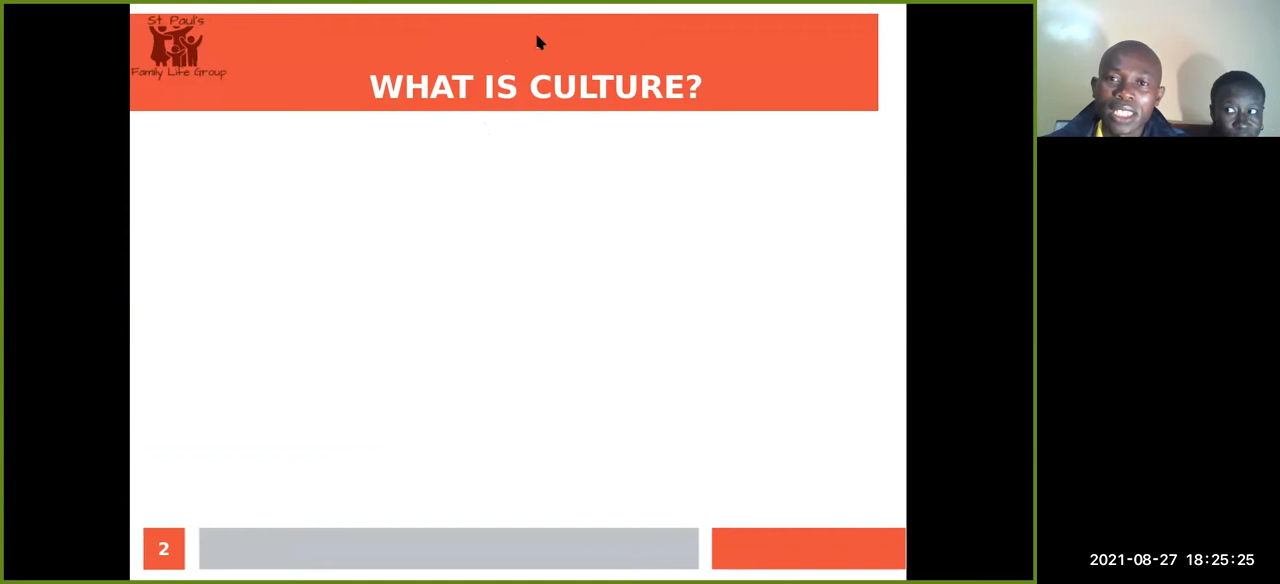 St Paul's
Family Life Group
WHAT IS CULTURE?
2
2021-08-27 18:25:25